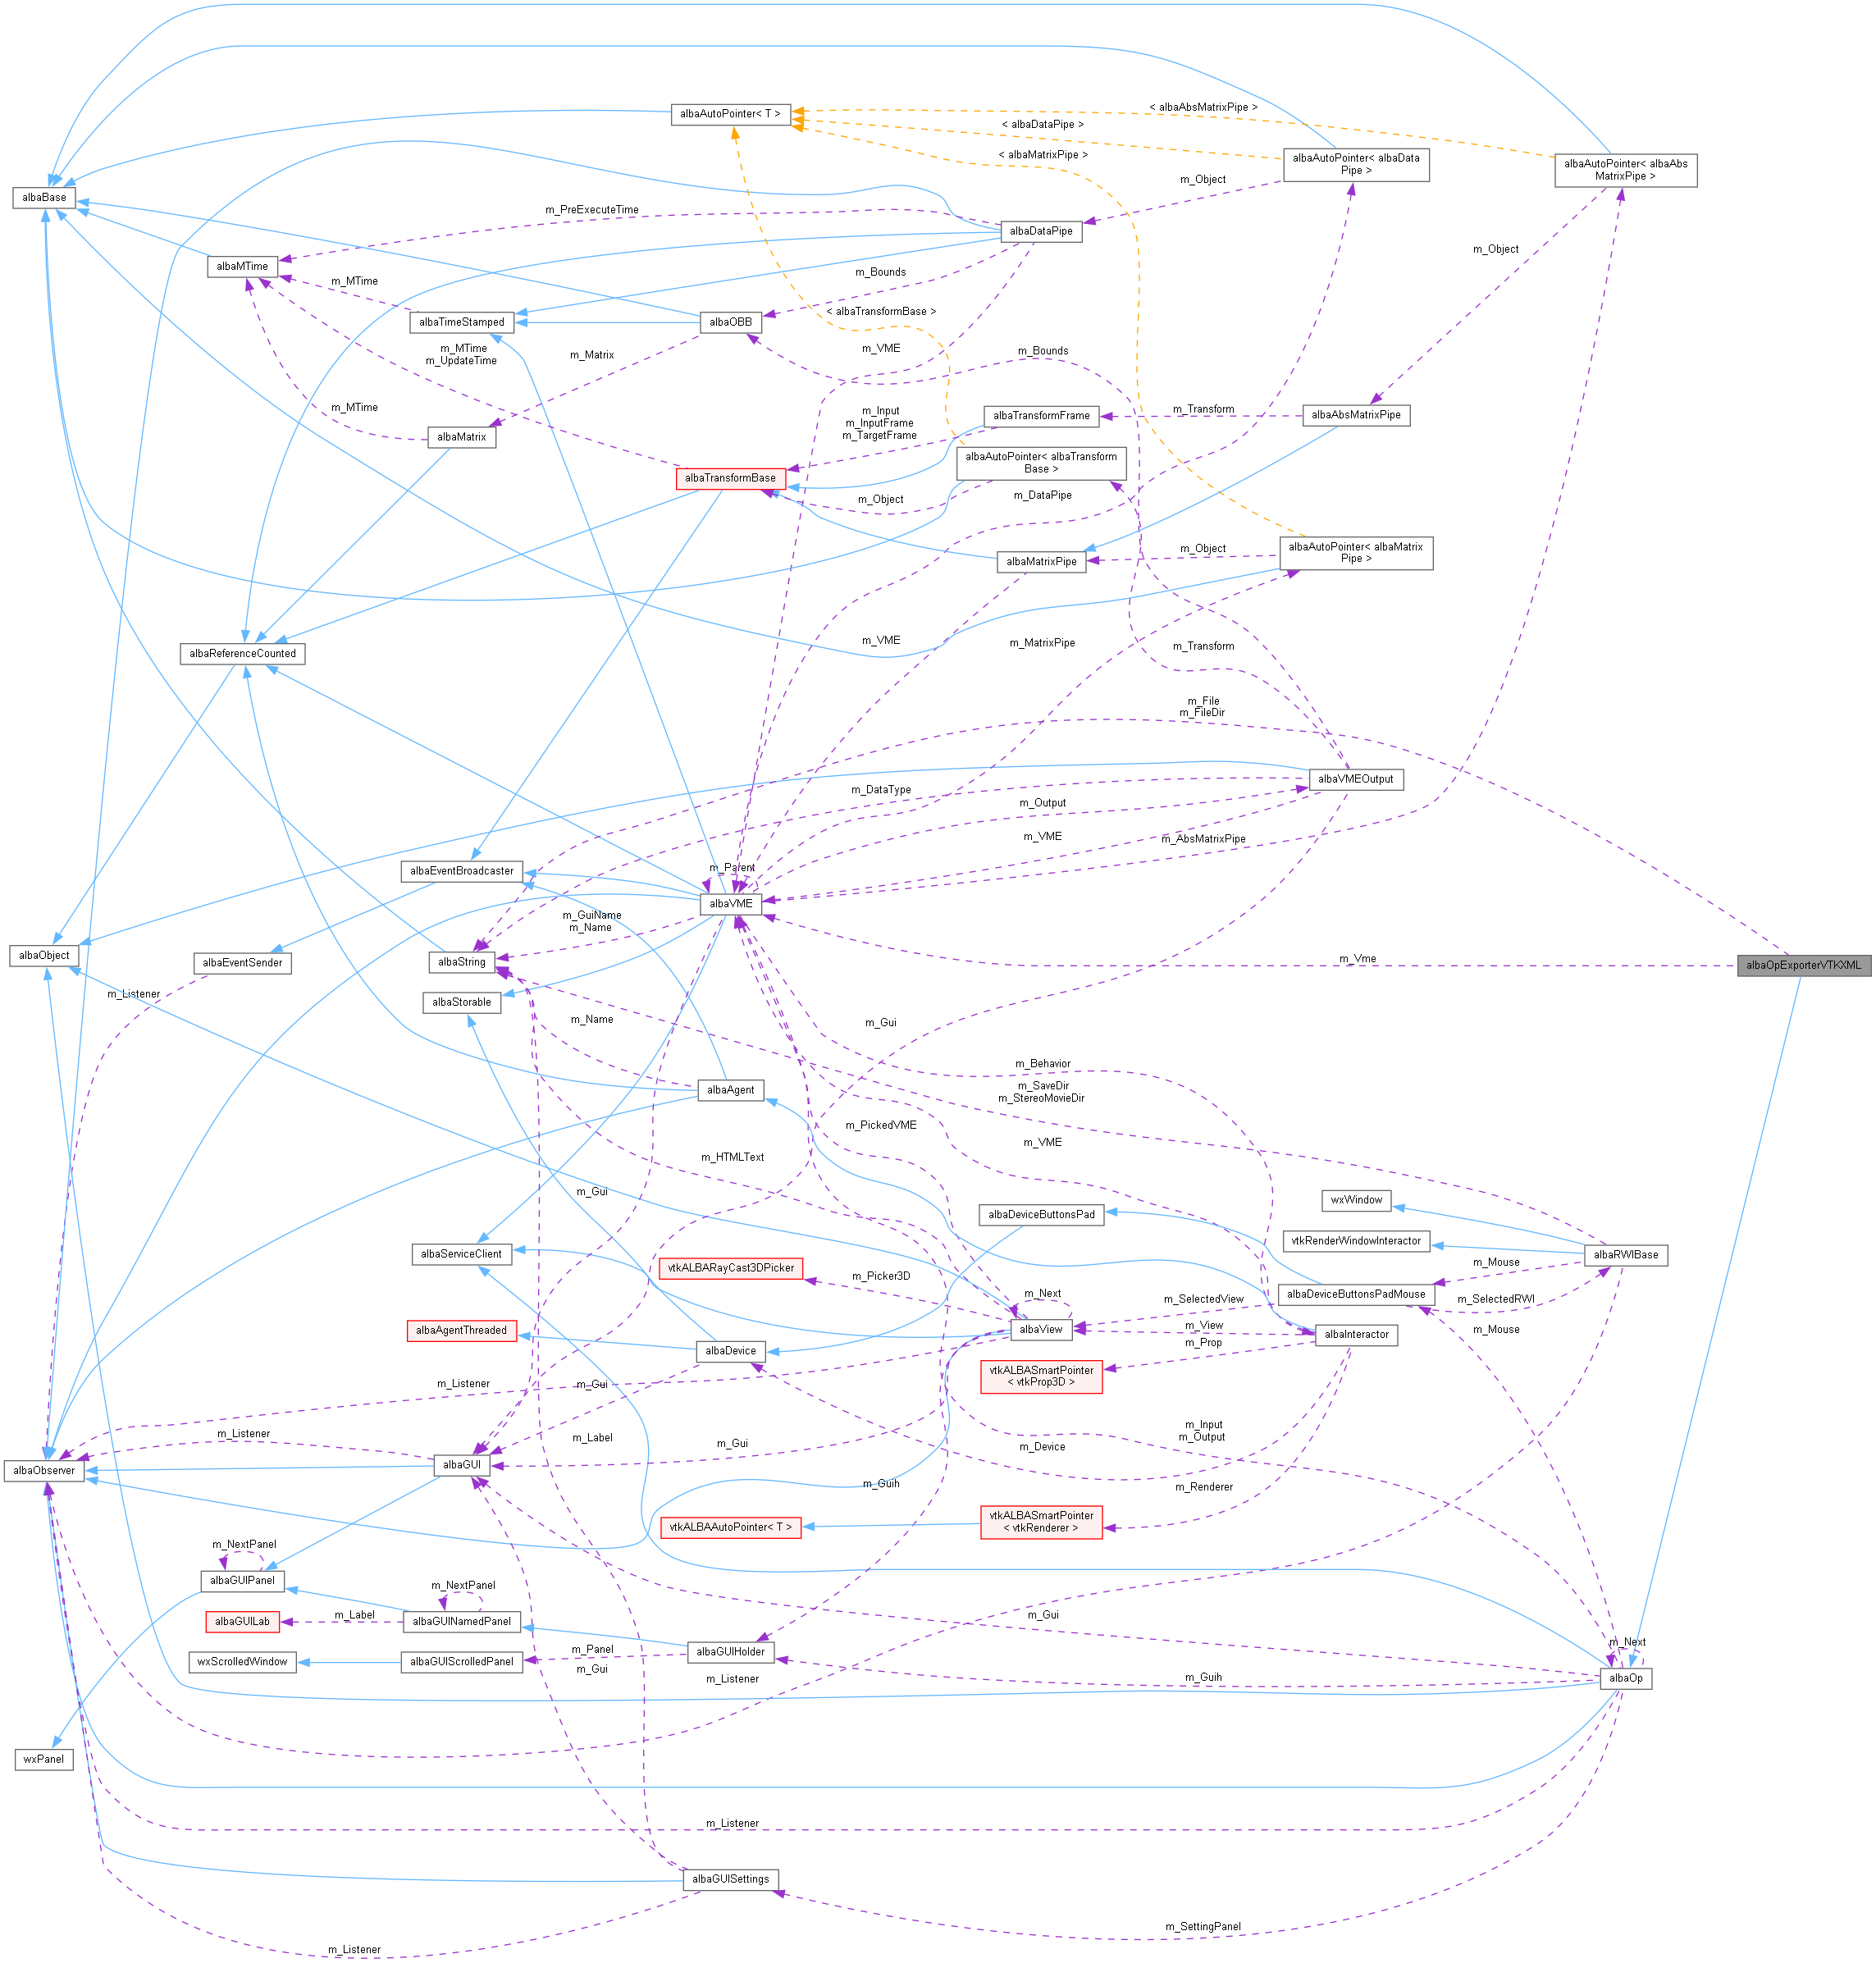 < albaAbsMatrixPipe >
albaAutoPointer< T >
< albaDataPipe >
< albaMatrixPipe >
albaAutoPointer< albaData
Pipe >
albaAutoPointer< albaAbs
MatrixPipe >
m_Object
albaBase
m_PreExecuteTime
albaDataPipe
m_Object
albaMTime
m_Bounds
m_MTime
< albaTransformBase >
albaTimeStamped
albaOBB
m_MTime
m_UpdateTime
m_Matrix
m_VME
m_Bounds
m_MTime
albaMatrix
m_Input
m_InputFrame
m_TargetFrame
albaTransformFrame
m_Transform
albaAbsMatrixPipe
albaAutoPointer< albaTransform
Base >
albaTransformBase
m_Object
m_DataPipe
albaMatrixPipe
m_Object
albaAutoPointer< albaMatrix
Pipe >
albaReferenceCounted
m_VME
m_MatrixPipe
m_Transform
m_File
m_FileDir
m_DataType
m_Output
albaVMEOutput
m_VME
m_AbsMatrixPipe
albaEventBroadcaster
m_Parent
albaVME
m_GuiName
m_Name
albaObject
albaEventSender
albaString
m_Vme
albaOpExporterVTKXML
m_Listener
albaStorable
m_Name
m_Gui
m_Behavior
albaAgent
m_SaveDir
m_StereoMovieDir
m_PickedVME
m_VME
m_HTMLText
m_Gui
wxWindow
albaDeviceButtonsPad
vtkRenderWindowInteractor
albaServiceClient
albaRWIBase
vtkALBARayCast3DPicker
m_Picker3D
m_Mouse
m_Next
m_SelectedView
albaDeviceButtonsPadMouse
m_SelectedRWI
albaAgentThreaded
albaView
m_View
albaInteractor
m_Mouse
albaDevice
m_Prop
vtkALBASmartPointer
< vtkProp3D >
m_Listener
m_Gui
m_Listener
m_Label
m_Gui
m_Device
m_Input
m_Output
albaObserver
albaGUI
m_Guih
m_Renderer
vtkALBAAutoPointer< T >
vtkALBASmartPointer
< vtkRenderer >
m_NextPanel
albaGUIPanel
m_NextPanel
albaGUILab
m_Label
albaGUINamedPanel
m_Gui
m_Next
wxScrolledWindow
albaGUIScrolledPanel
m_Panel
albaGUIHolder
m_Gui
m_Listener
m_Guih
albaOp
wxPanel
m_Listener
albaGUISettings
m_SettingPanel
m_Listener